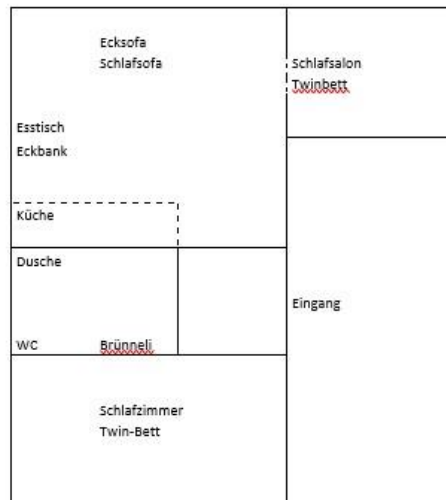 Ecksofa
Schlafsofa
Schlafsalon
Twinbett
Esstisch
Eckbank
Küche
Dusche
Eingang
WC
Brünneli
Schlafzimmer
Twin-Bett